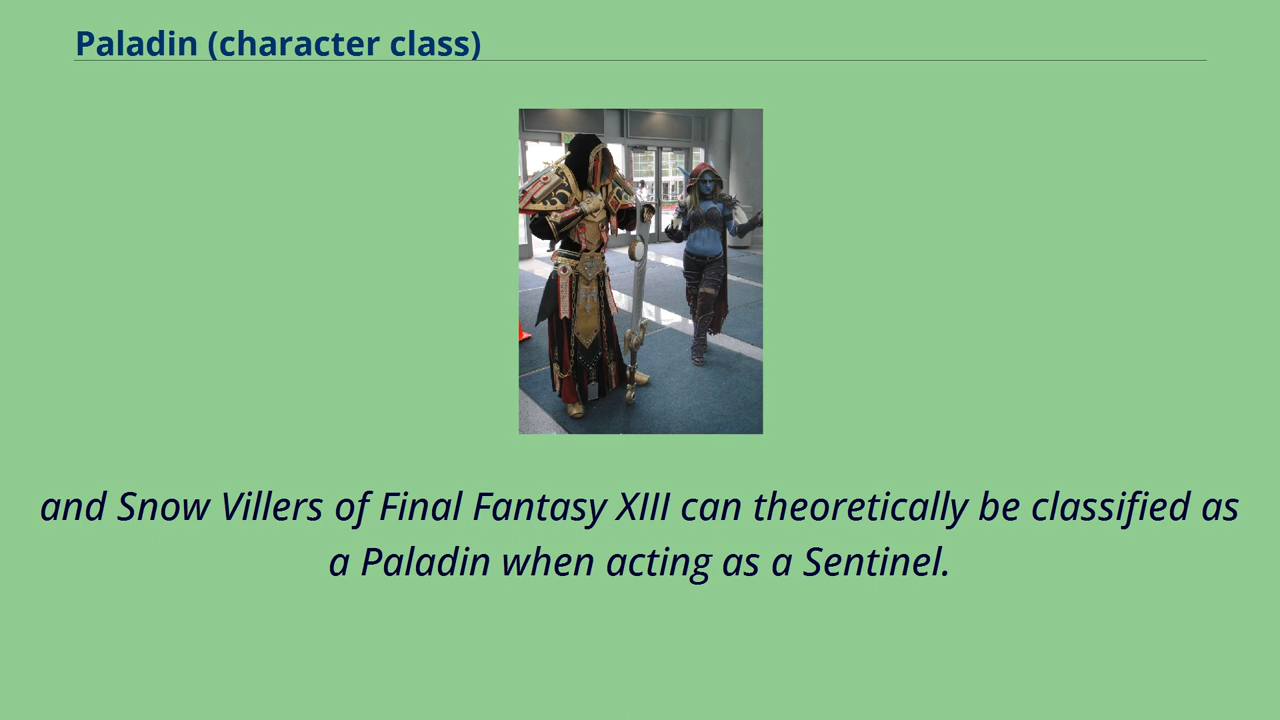 Paladin (character class)
and Snow Villers of Final Fantasy XIII can theoretically be classified as
a Paladin when acting as a Sentinel.